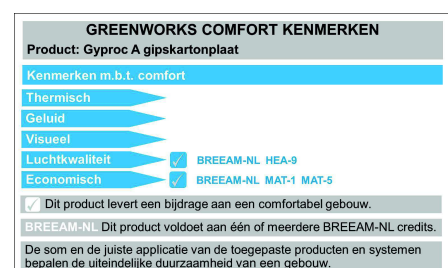 GREENWORKS COMFORT KENMERKEN
Product: Gyproc A gipskartonplaat
Kenmerken m.b.t. comfort
Thermisch
Geluid
Visueel
Luchtkwaliteit BREEAM-NL HEA-9
Economisch BREEAM-NL MAT-1 MAT-5
Dit product levert een bijdrage aan een comfortabel gebouw.
BREEAM-NL Dit product voldoet aan één of meerdere BREEAM-NL credits.
De som en de juiste applicatie van de toegepaste producten en systemen
bepalen de uiteindelijke duurzaamheid van een gebouw.